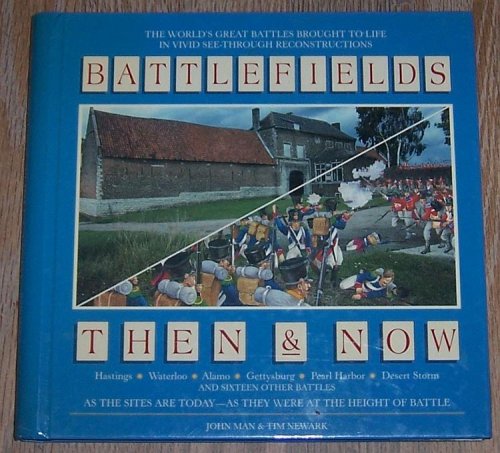 THE WORLD'S GREAT BATTLES BROUGHT TO LIFE
IN VIVID SEE-THROUGH RECONSTRUCTIONS
BATTLEFIELDS
THEN & NOW
Hastings • Waterloo • Alamo • Gettysburg • Pearl Harbor • Desert Storm
AND SIXTEEN OTHER BATTLES
AS THE SITES ARE TODAY—AS THEY WERE AT THE HEIGHT OF BATTLE
JOHN MAN & TIM NEWARK